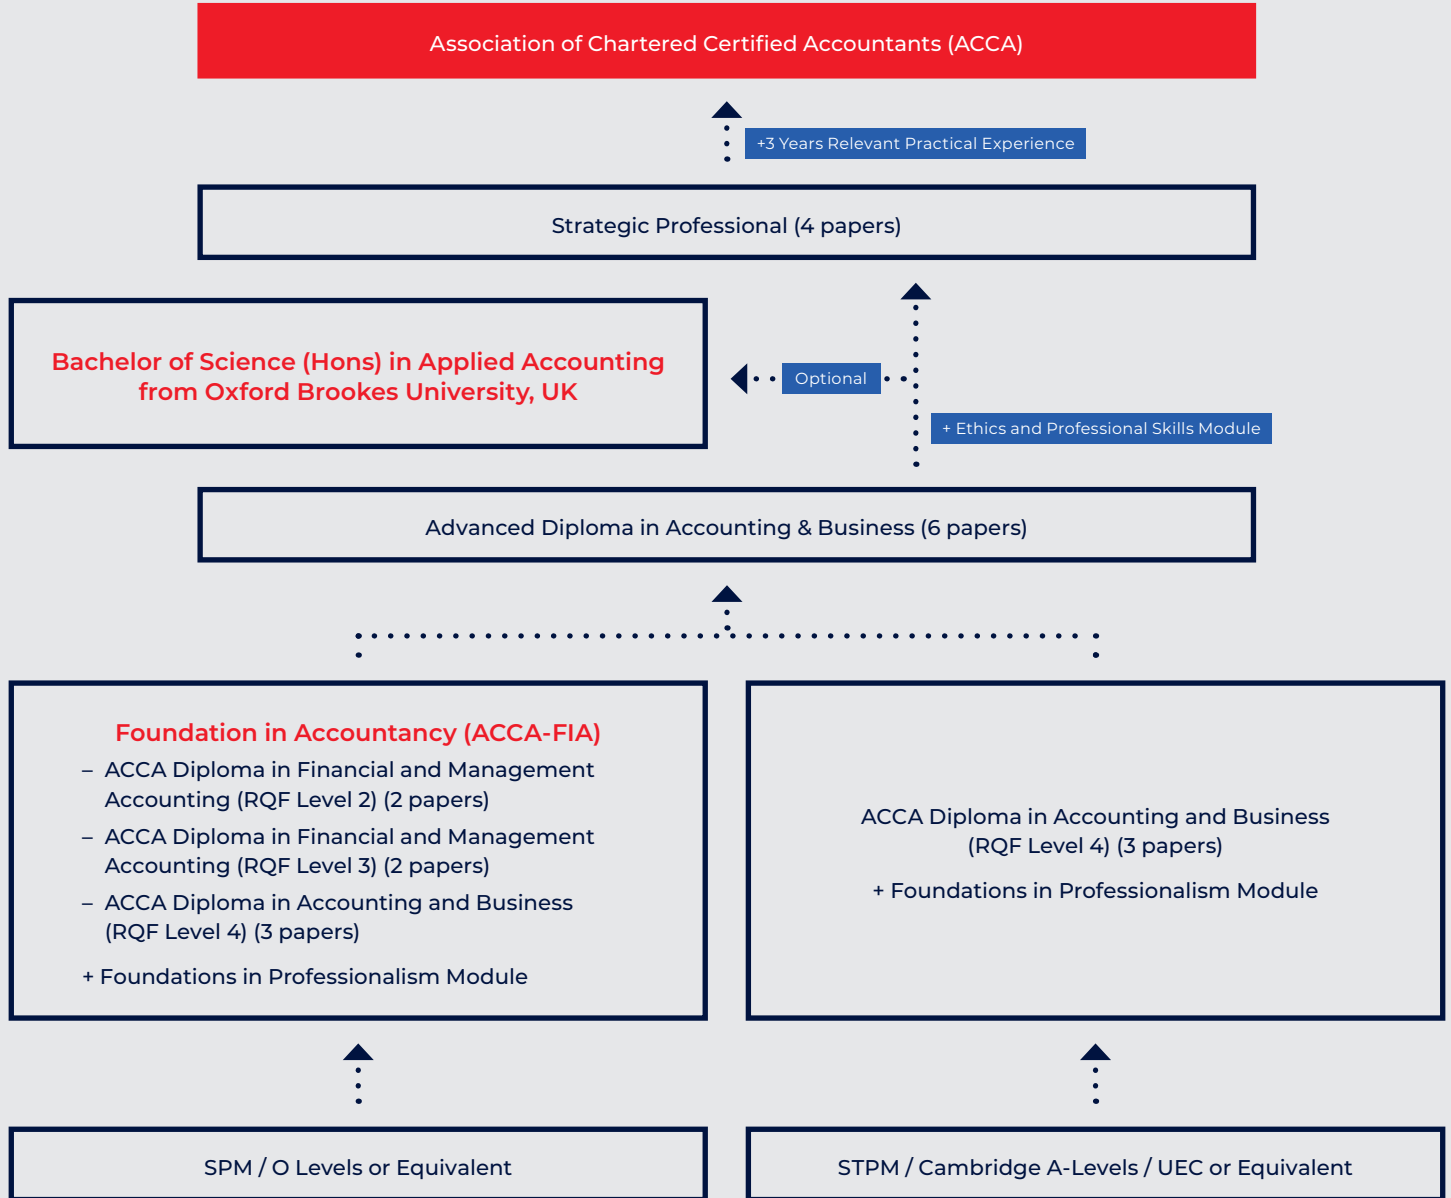 Association of Chartered Certified Accountants (ACCA)
+3 Years Relevant Practical Experience
Strategic Professional (4 papers)
Bachelor of Science (Hons) in Applied Accounting
from Oxford Brookes University, UK
Optional
+ Ethics and Professional Skills Module
Advanced Diploma in Accounting & Business (6 papers)
Foundation in Accountancy (ACCA-FIA)
– ACCA Diploma in Financial and Management
Accounting (RQF Level 2) (2 papers)
– ACCA Diploma in Financial and Management
Accounting (RQF Level 3) (2 papers)
– ACCA Diploma in Accounting and Business
(RQF Level 4) (3 papers)
+ Foundations in Professionalism Module
ACCA Diploma in Accounting and Business
(RQF Level 4) (3 papers)
+ Foundations in Professionalism Module
SPM / O Levels or Equivalent
STPM / Cambridge A-Levels / UEC or Equivalent